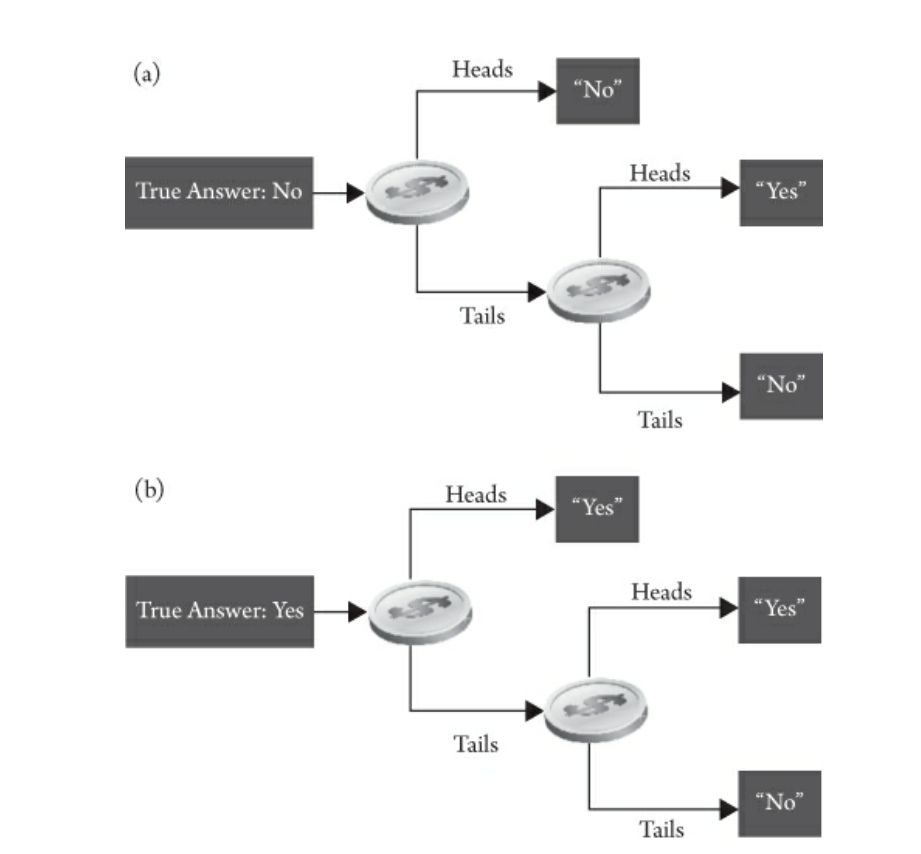 (a)
Heads
“No”
True Answer: No
Heads
“Yes”
Tails
“No”
Tails
(b)
Heads
“Yes”
True Answer: Yes
Heads
“Yes”
Tails
“No”
Tails